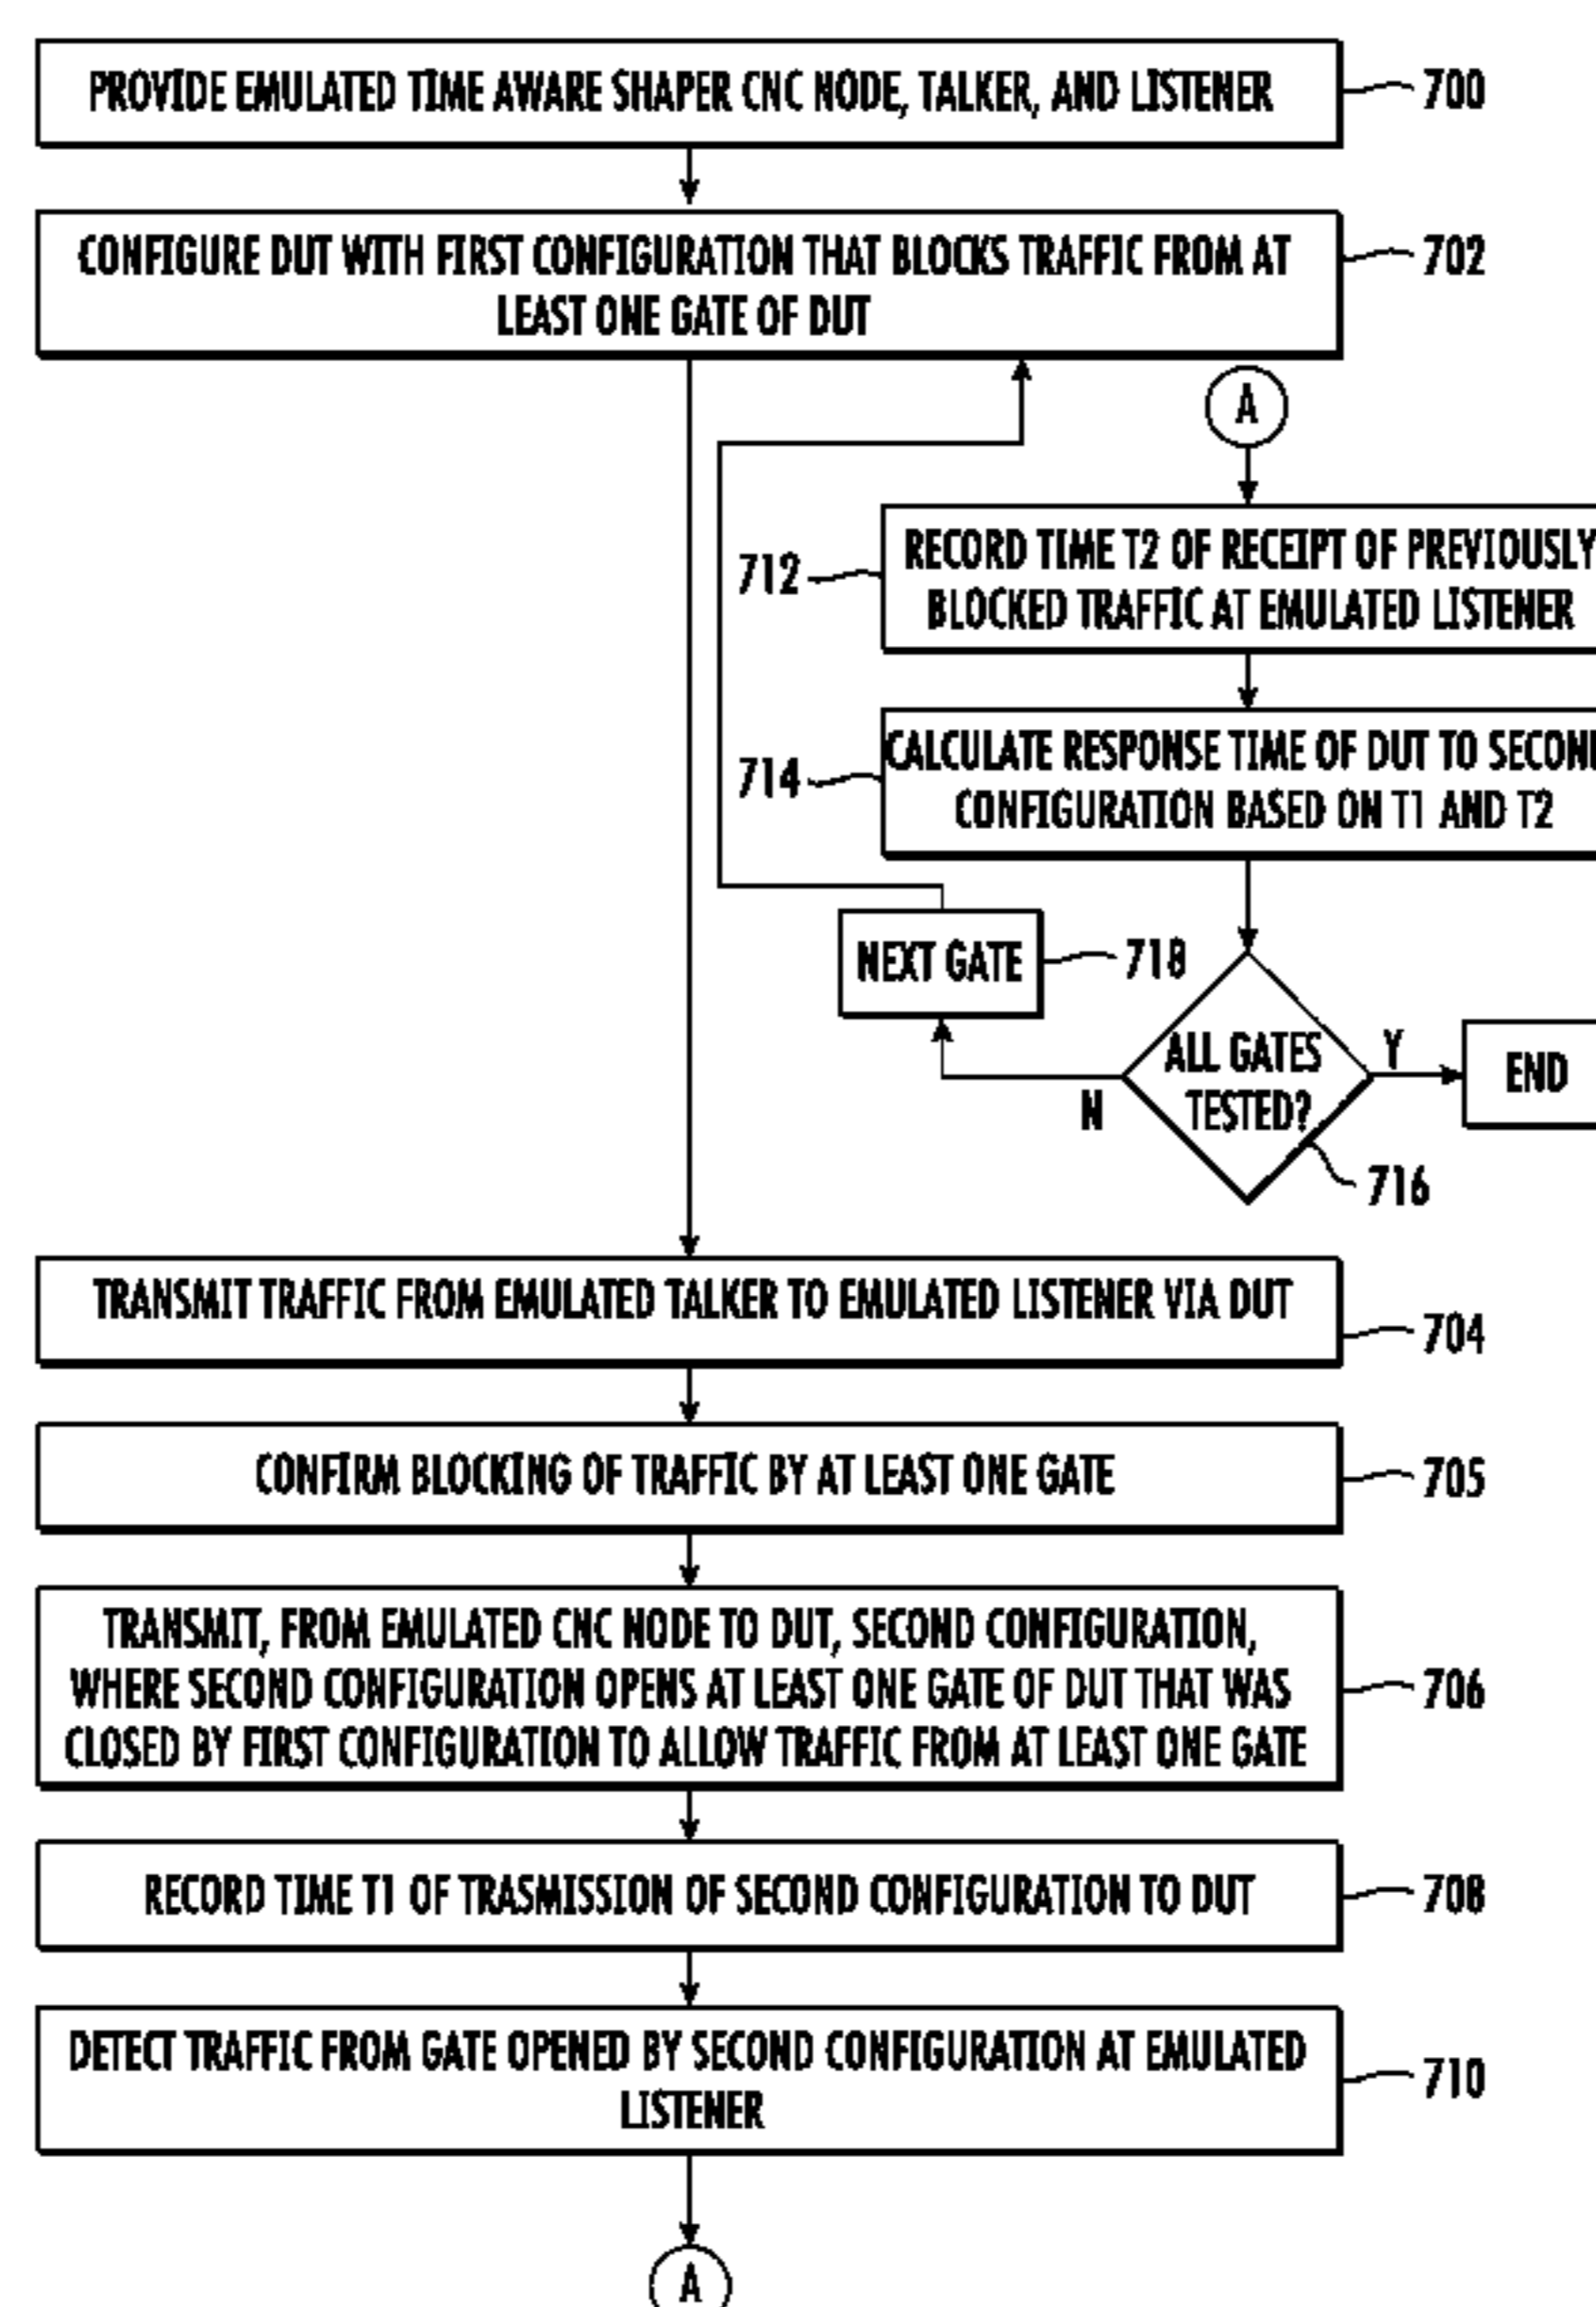 PROVIDE EMULATED TIME AWARE SHAPER CNC NODE, TALKER, AND LISTENER
700
CONFIGURE DUT WITH FIRST CONFIGURATION THAT BLOCKS TRAFFIC FROM AT
LEAST ONE GATE OF DUT
702
A
RECORD TIME T2 OF RECEIPT OF PREVIOUSLY
BLOCKED TRAFFIC AT EMULATED LISTENER
712
CALCULATE RESPONSE TIME OF DUT TO SECON
CONFIGURATION BASED ON T1 AND T2
714
NEXT GATE
718
ALL GATES
TESTED?
Y
END
N
716
TRANSMIT TRAFFIC FROM EMULATED TALKER TO EMULATED LISTENER VIA DUT
704
CONFIRM BLOCKING OF TRAFFIC BY AT LEAST ONE GATE
705
TRANSMIT, FROM EMULATED CNC NODE TO DUT, SECOND CONFIGURATION,
WHERE SECOND CONFIGURATION OPENS AT LEAST ONE GATE OF DUT THAT WAS
CLOSED BY FIRST CONFIGURATION TO ALLOW TRAFFIC FROM AT LEAST ONE GATE
706
RECORD TIME T1 OF TRASMISSION OF SECOND CONFIGURATION TO DUT
708
DETECT TRAFFIC FROM GATE OPENED BY SECOND CONFIGURATION AT EMULATED
LISTENER
710
A